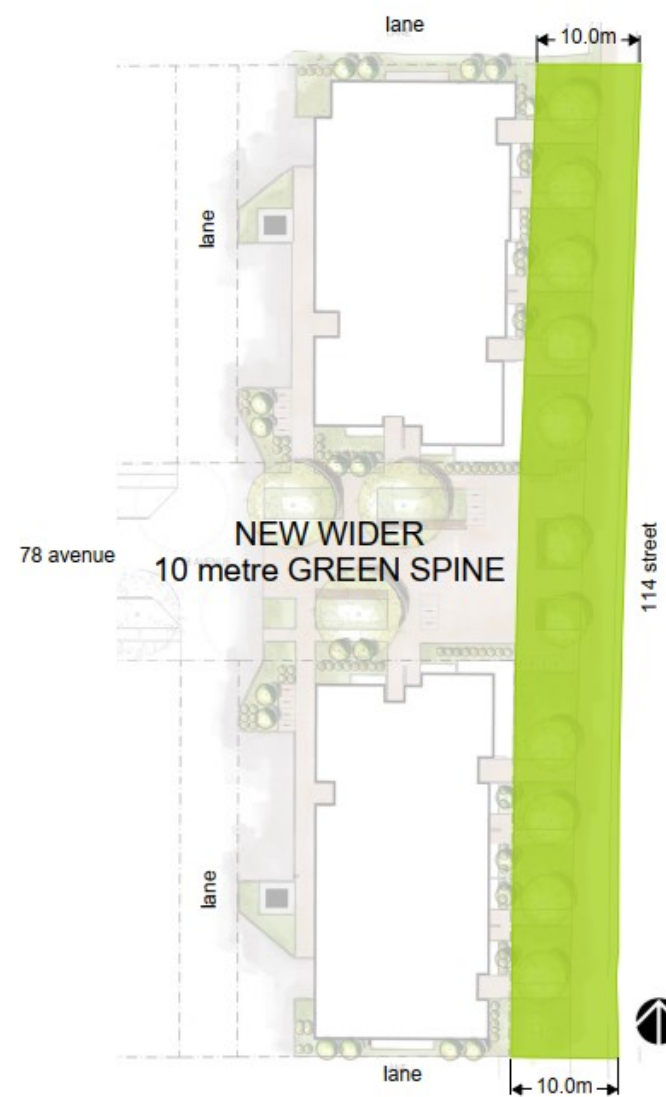 lane
10.0m
lane
NEW WIDER
10 metre GREEN SPINE
78 avenue
114 street
lane
lane
10.0m